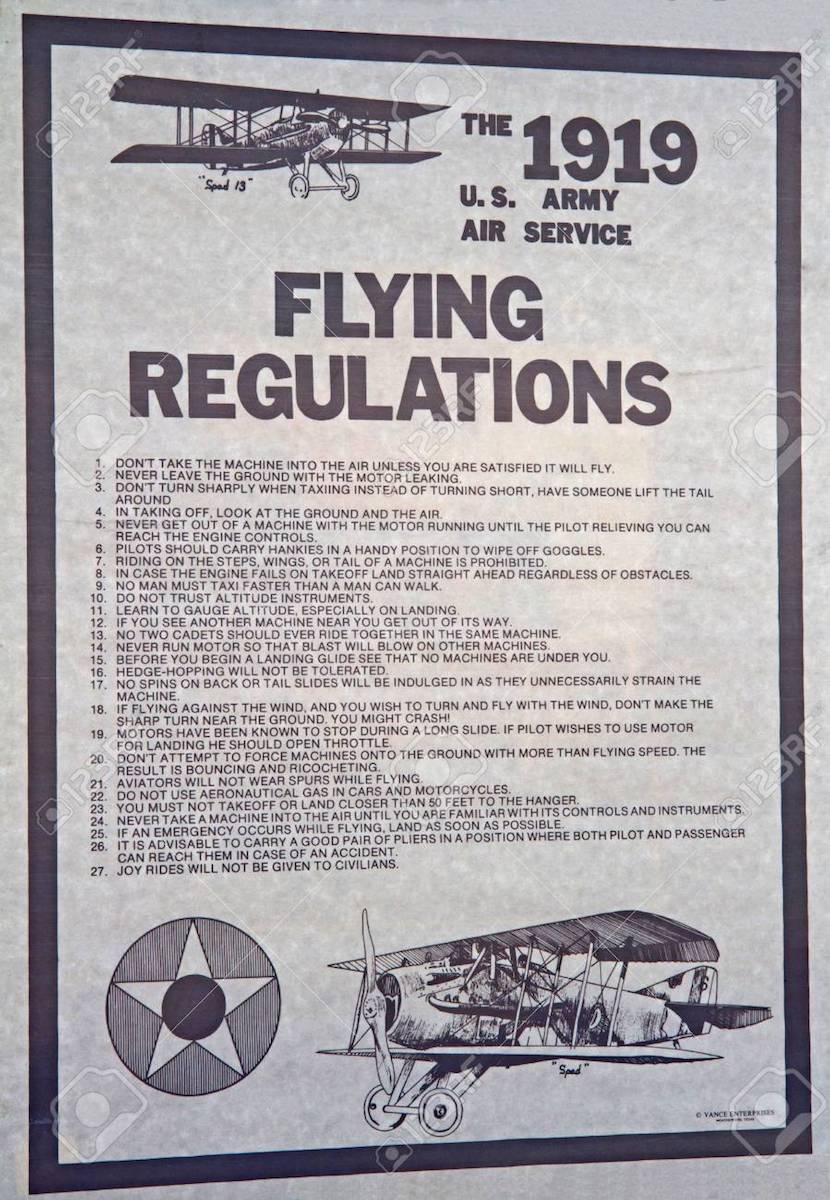 THE 1919
U.S. ARMY
AIR SERVICE
"Spad 13"
FLYING
REGULATIONS
1. DON'T TAKE THE MACHINE INTO THE AIR UNLESS YOU ARE SATISFIED IT WILL FLY.
2. NEVER LEAVE THE GROUND WITH THE MOTOR LEAKING.
3. DON'T TURN SHARPLY WHEN TAXIING INSTEAD OF TURNING SHORT, HAVE SOMEONE LIFT THE TAIL
AROUND
4. IN TAKING OFF, LOOK AT THE GROUND AND THE AIR.
5. NEVER GET OUT OF A MACHINE WITH THE MOTOR RUNNING UNTIL THE PILOT RELIEVING YOU CAN
REACH THE ENGINE CONTROLS.
6. PILOTS SHOULD CARRY HANKIES IN A HANDY POSITION TO WIPE OFF GOGGLES.
7. RIDING ON THE STEPS, WINGS, OR TAIL OF A MACHINE IS PROHIBITED.
8. IN CASE THE ENGINE FAILS ON TAKEOFF LAND STRAIGHT AHEAD REGARDLESS OF OBSTACLES.
9. NO MAN MUST TAXI FASTER THAN A MAN CAN WALK.
10. DO NOT TRUST ALTITUDE INSTRUMENTS.
11. LEARN TO GAUGE ALTITUDE, ESPECIALLY ON LANDING.
12. IF YOU SEE ANOTHER MACHINE NEAR YOU GET OUT OF ITS WAY.
13. NO TWO CADETS SHOULD EVER RIDE TOGETHER IN THE SAME MACHINE.
14. NEVER RUN MOTOR SO THAT BLAST WILL BLOW ON OTHER MACHINES.
15. BEFORE YOU BEGIN A LANDING GLIDE SEE THAT NO MACHINES ARE UNDER YOU.
16. HEDGE-HOPPING WILL NOT BE TOLERATED.
17. NO SPINS ON BACK OR TAIL SLIDES WILL BE INDULGED IN AS THEY UNNECESSARILY STRAIN THE
MACHINE.
18. IF FLYING AGAINST THE WIND, AND YOU WISH TO TURN AND FLY WITH THE WIND, DON'T MAKE THE
SHARP TURN NEAR THE GROUND. YOU MIGHT CRASH!
19. MOTORS HAVE BEEN KNOWN TO STOP DURING A LONG SLIDE. IF PILOT WISHES TO USE MOTOR
FOR LANDING HE SHOULD OPEN THROTTLE.
20. DON'T ATTEMPT TO FORCE MACHINES ONTO THE GROUND WITH MORE THAN FLYING SPEED. THE
RESULT IS BOUNCING AND RICOCHETING.
21. AVIATORS WILL NOT WEAR SPURS WHILE FLYING.
22. DO NOT USE AERONAUTICAL GAS IN CARS AND MOTORCYCLES.
23. YOU MUST NOT TAKEOFF OR LAND CLOSER THAN 50 FEET TO THE HANGER.
24. NEVER TAKE A MACHINE INTO THE AIR UNTIL YOU ARE FAMILIAR WITH ITS CONTROLS AND INSTRUMENTS.
25. IF AN EMERGENCY OCCURS WHILE FLYING, LAND AS SOON AS POSSIBLE.
26. IT IS ADVISABLE TO CARRY A GOOD PAIR OF PLIERS IN A POSITION WHERE BOTH PILOT AND PASSENGER
CAN REACH THEM IN CASE OF AN ACCIDENT.
27. JOY RIDES WILL NOT BE GIVEN TO CIVILIANS.
"Spad"
© VANCE ENTERPRISES
123RF